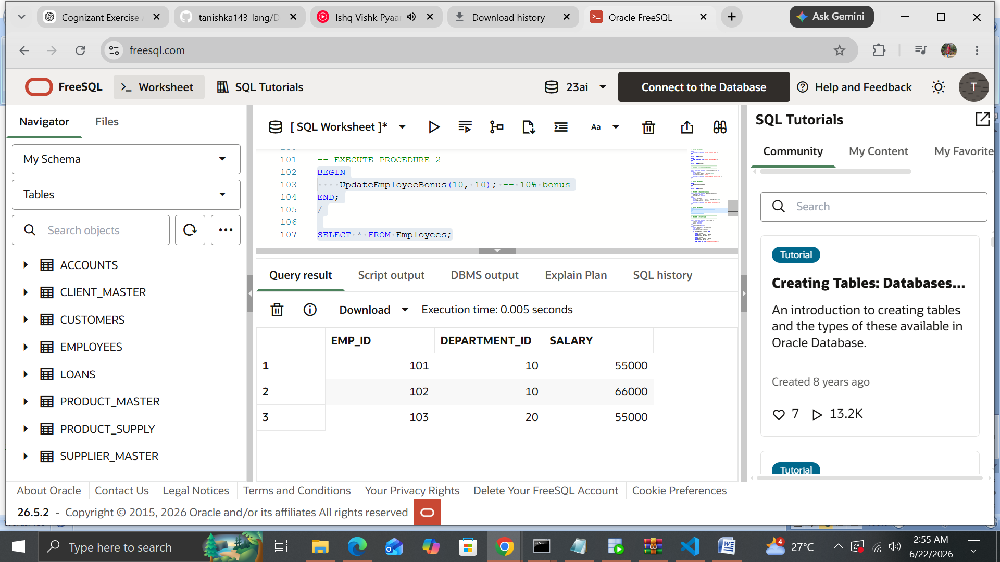 Cognizant Exercise
tanishka143-lang/D
Ishq Vishk Pyaar
Download history
Oracle FreeSQL
Ask Gemini
freesql.com
FreeSQL
Worksheet
SQL Tutorials
23ai
Connect to the Database
Help and Feedback
T
Navigator
Files
My Schema
Tables
Search objects
ACCOUNTS
CLIENT_MASTER
CUSTOMERS
EMPLOYEES
LOANS
PRODUCT_MASTER
PRODUCT_SUPPLY
SUPPLIER_MASTER
[ SQL Worksheet ]*
Aa
101 -- EXECUTE PROCEDURE 2
102 BEGIN
103 UpdateEmployeeBonus(10, 10); -- 10% bonus
104 END;
105 /
106
107 SELECT * FROM Employees;
Query result
Script output
DBMS output
Explain Plan
SQL history
Download
Execution time: 0.005 seconds
EMP_ID DEPARTMENT_ID SALARY
1 101 10 55000
2 102 10 66000
3 103 20 55000
SQL Tutorials
Community
My Content
My Favorite
Search
Tutorial
Creating Tables: Databases...
An introduction to creating tables
and the types of these available in
Oracle Database.
Created 8 years ago
7 13.2K
Tutorial
About Oracle
Contact Us
Legal Notices
Terms and Conditions
Your Privacy Rights
Delete Your FreeSQL Account
Cookie Preferences
26.5.2 - Copyright © 2015, 2026 Oracle and/or its affiliates All rights reserved
Type here to search
4
27°C
2:55 AM
6/22/2026